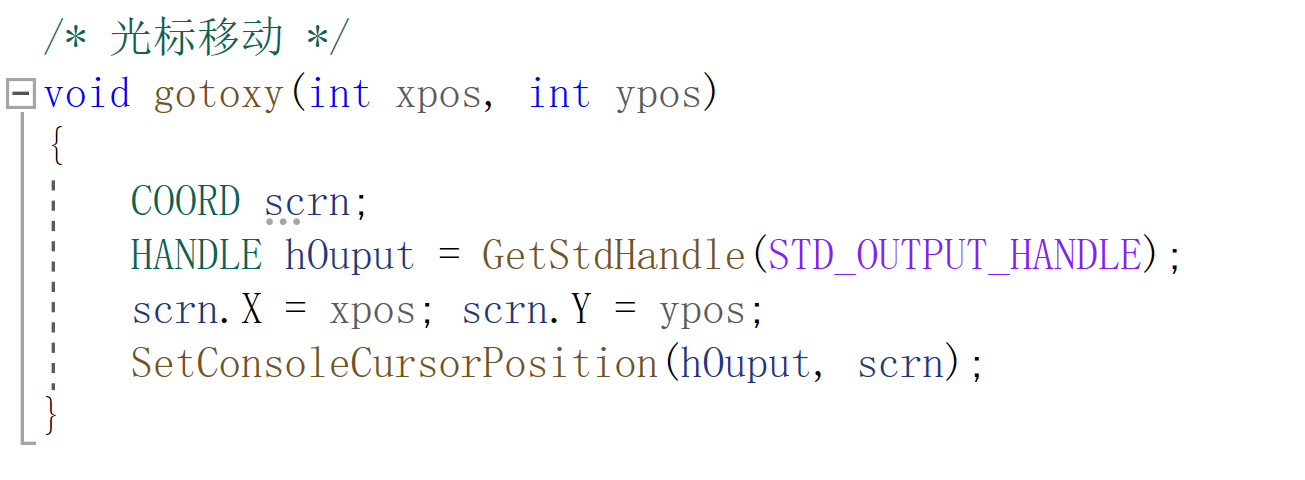 /* 光标移动 */
void gotoxy(int xpos, int ypos)
{
    COORD scrn;
    HANDLE hOuput = GetStdHandle(STD_OUTPUT_HANDLE);
    scrn.X = xpos; scrn.Y = ypos;
    SetConsoleCursorPosition(hOuput, scrn);
}